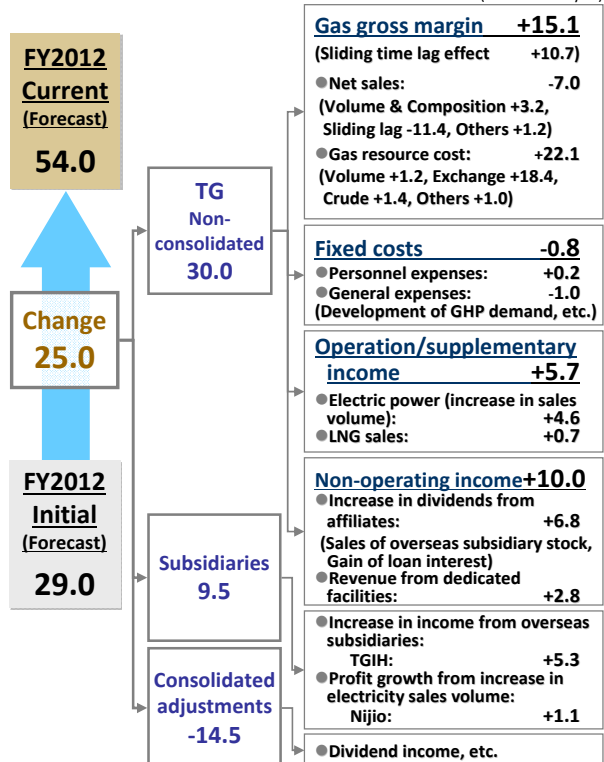 FY2012
Current
(Forecast)
54.0
Change
25.0
FY2012
Initial
(Forecast)
29.0
TG
Non-
consolidated
30.0
Subsidiaries
9.5
Consolidated
adjustments
-14.5
Gas gross margin +15.1
(Sliding time lag effect +10.7)
●Net sales: -7.0
(Volume & Composition +3.2,
Sliding lag -11.4, Others +1.2)
●Gas resource cost: +22.1
(Volume +1.2, Exchange +18.4,
Crude +1.4, Others +1.0)
Fixed costs -0.8
●Personnel expenses: +0.2
●General expenses: -1.0
(Development of GHP demand, etc.)
Operation/supplementary
income +5.7
●Electric power (increase in sales
volume): +4.6
●LNG sales: +0.7
Non-operating income+10.0
●Increase in dividends from
affiliates: +6.8
(Sales of overseas subsidiary stock,
Gain of loan interest)
●Revenue from dedicated
facilities: +2.8
●Increase in income from overseas
subsidiaries:
TGIH: +5.3
●Profit growth from increase in
electricity sales volume:
Nijio: +1.1
●Dividend income, etc.